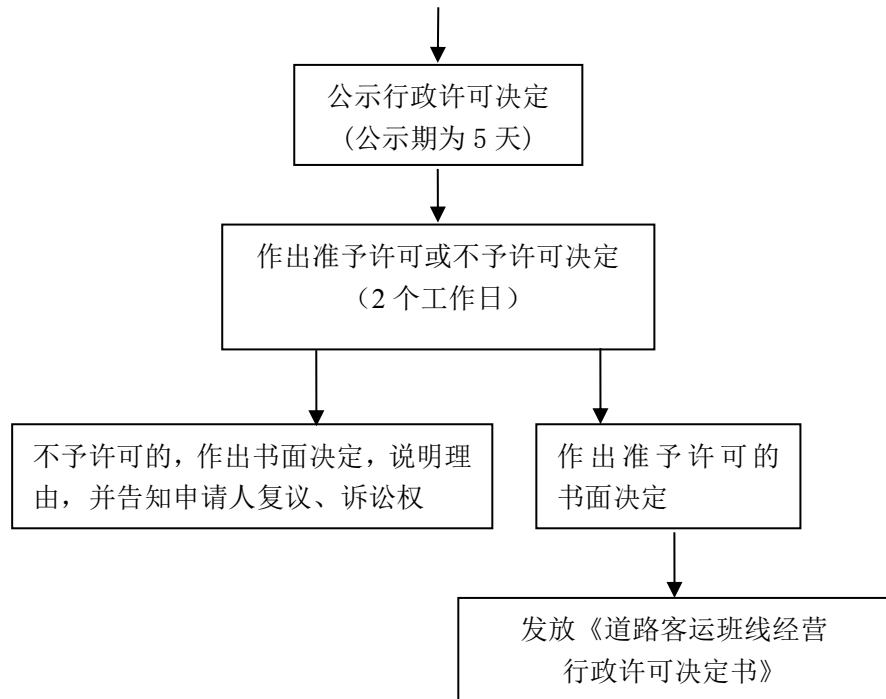 公示行政许可决定
(公示期为 5 天)
作出准予许可或不予许可决定
（2 个工作日）
不予许可的，作出书面决定，说明理
由，并告知申请人复议、诉讼权
作出准予许可的
书面决定
发放《道路客运班线经营
行政许可决定书》